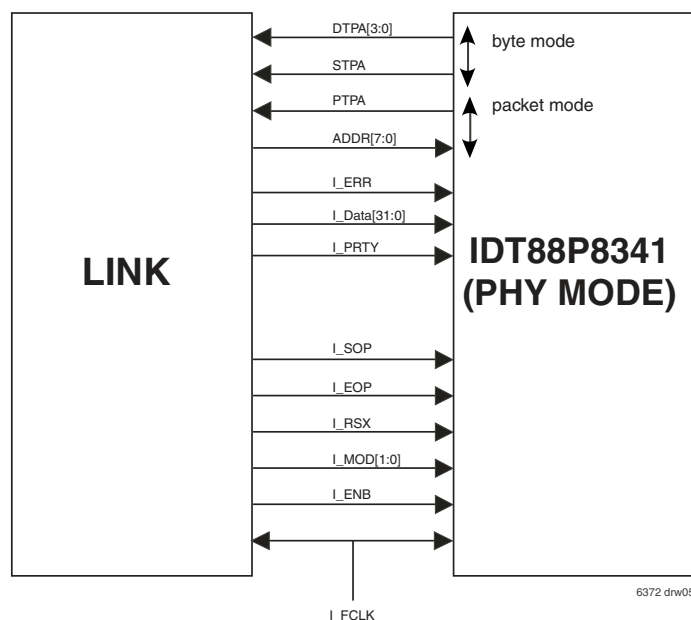 DTPA[3:0]
byte mode
STPA
PTPA
packet mode
ADDR[7:0]
I_ERR
I_Data[31:0]
I_PRTY
LINK
IDT88P8341
(PHY MODE)
I_SOP
I_EOP
I_RSX
I_MOD[1:0]
I_ENB
6372 drw05
I_FCLK